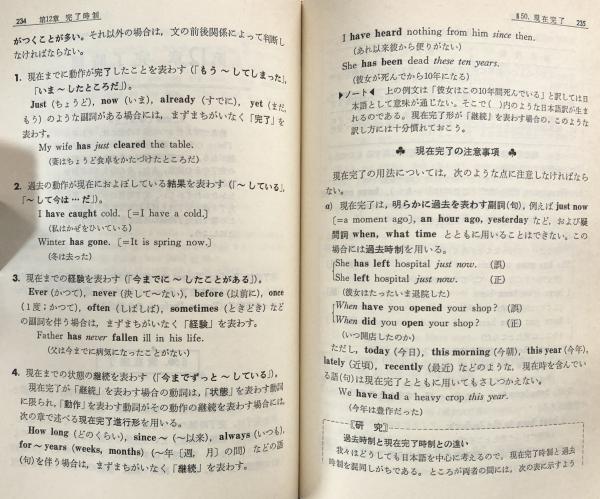 234　第12章　完了時制
がつくことが多い。それ以外の場合は，文の前後関係によって判断し
なければならない。
1. 現在までに動作が完了したことを表わす(「もう～してしまった」,
「いま～したところだ」)。
Just (ちょうど), now (いま), already (すでに), yet (まだ,
もう) のような副詞がある場合には，まずまちがいなく「完了」を
表わす。
My wife has just cleared the table.
(妻はちょうど食卓をかたづけたところだ)
2. 過去の動作が現在におよぼしている結果を表わす(「～している」,
「～して今は…だ」)。
I have caught cold. [=I have a cold.]
(私はかぜをひいている)
Winter has gone. [=It is spring now.]
(冬は去った)
3. 現在までの経験を表わす(「今までに～したことがある」)。
Ever (かつて), never (決して～ない), before (以前に), once
(1度; かつて), often (しばしば), sometimes (ときどき) など
の副詞を伴う場合は，まずまちがいなく「経験」を表わす。
Father has never fallen ill in his life.
(父は今までに病気になったことがない)
4. 現在までの状態の継続を表わす(「今までずっと～している」)。
現在完了が「継続」を表わす場合の動詞は,「状態」を表わす動詞
に限られ,「動作」を表わす動詞がその動作の継続を表わす場合には,
次の章で述べる現在完了進行形を用いる。
How long (どのくらい), since～ (～以来), always (いつも),
for～years (weeks, months) (～年〔週, 月〕の間) などの語
(句)を伴う場合は，まずまちがいなく「継続」を表わす。
§50. 現在完了　235
I have heard nothing from him since then.
(あれ以来彼から便りがない)
She has been dead these ten years.
(彼女が死んでから10年になる)
▶ノート◀　上の例文は「彼女はこの10年間死んでいる」と訳しては日
本語として意味が通じない。そこで(　)内のような日本語訳が生ま
れるのである。現在完了形が「継続」を表わす場合の，このような
訳し方には十分慣れておこう。
♣ 現在完了の注意事項 ♣
現在完了の用法については，次のような点に注意しなければなら
ない。
a) 現在完了は，明らかに過去を表わす副詞(句), 例えば just now
[=a moment ago], an hour ago, yesterday など，および疑
問詞 when, what time とともに用いることはできない。この
場合には過去時制を用いる。
She has left hospital just now. (誤)
She left hospital just now. (正)
(彼女はたったいま退院した)
When have you opened your shop? (誤)
When did you open your shop? (正)
(いつ開店したのか)
ただし, today (今日), this morning (今朝), this year (今年),
lately (近頃), recently (最近) などのような，現在時を含んでい
る語(句)は現在完了とともに用いてもさしつかえない。
We have had a heavy crop this year.
(今年は豊作だった)
〖研　究〗
過去時制と現在完了時制との違い
我々はどうしても日本語を中心に考えるので，現在完了時制と過去
時制を混同しがちである。ところが両者の間には，次の表に示すよう